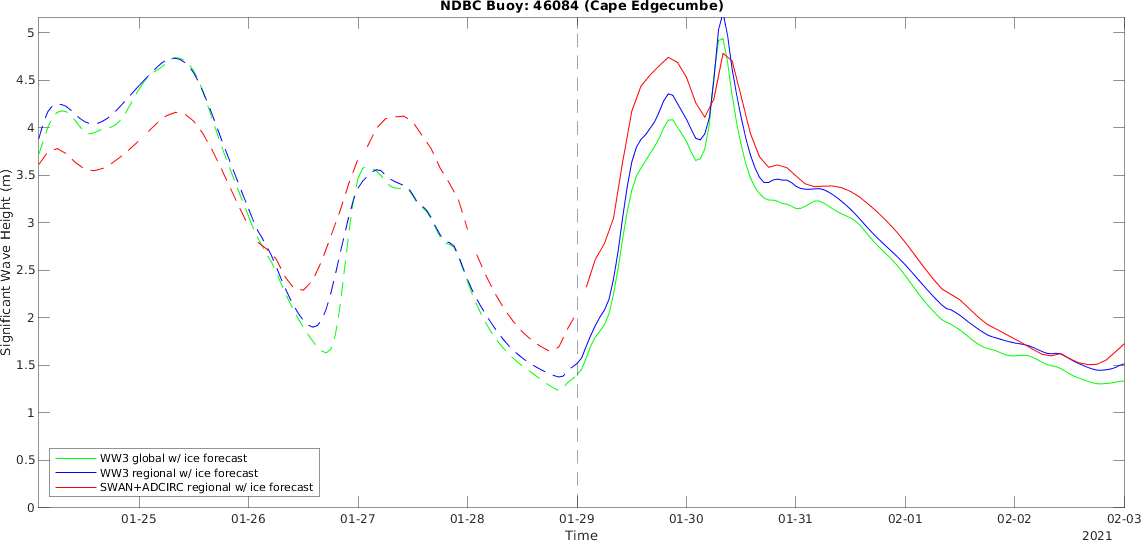 NDBC Buoy: 46084 (Cape Edgecumbe)
5
4.5
4
3.5
3
2.5
2
1.5
1
0.5
0
Significant Wave Height (m)
WW3 global w/ ice forecast
WW3 regional w/ ice forecast
SWAN+ADCIRC regional w/ ice forecast
01-25 01-26 01-27 01-28 01-29 01-30 01-31 02-01 02-02 02-03
Time
2021